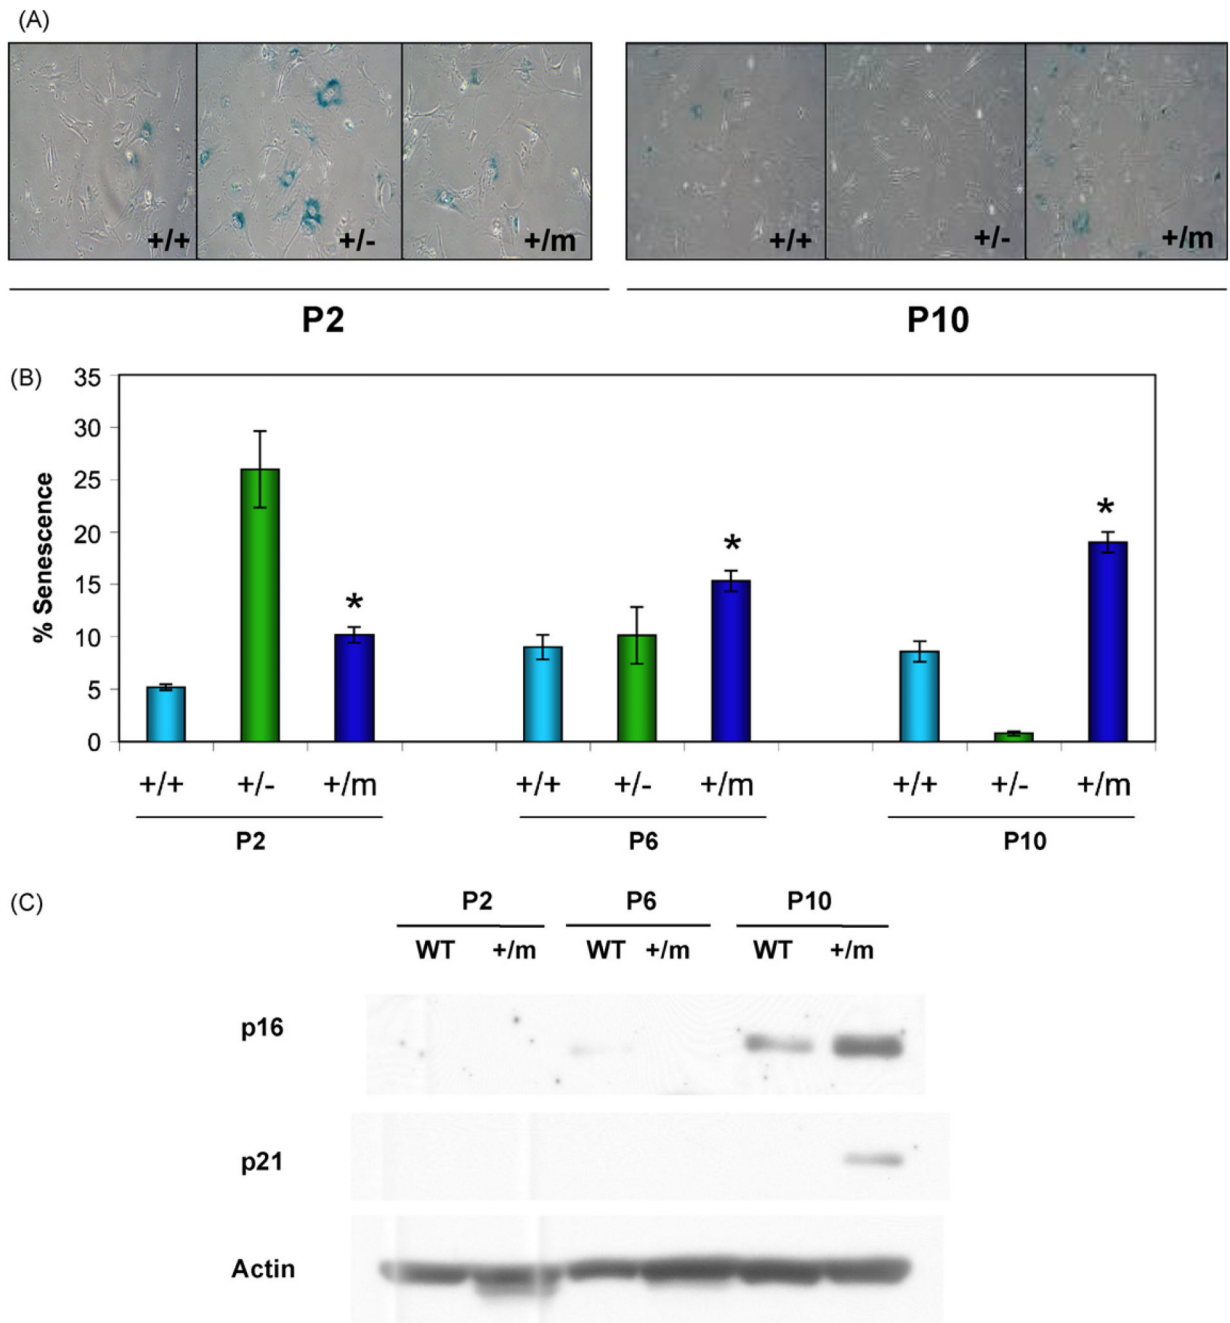 (A)
+/+ +/- +/m +/+ +/- +/m
P2 P10
(B)
35
30
25
20
15
10
5
0
% Senescence
* * *
+/+ +/- +/m +/+ +/- +/m +/+ +/- +/m
P2 P6 P10
(C)
P2 P6 P10
WT +/m WT +/m WT +/m
p16
p21
Actin